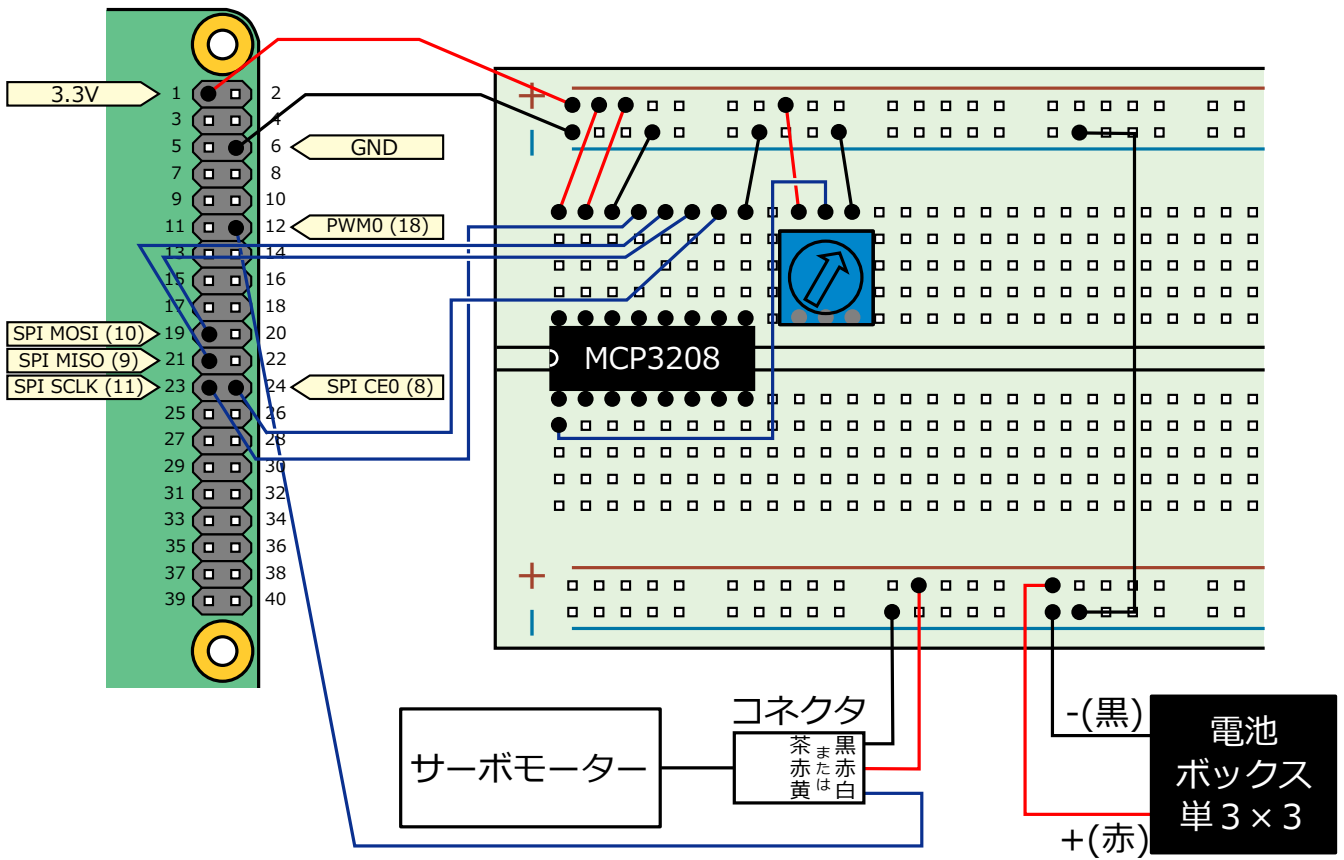 3.3V
1 2
3 4
5 6
GND
7 8
9 10
11 12
PWM0 (18)
13 14
15 16
17 18
SPI MOSI (10)
19 20
SPI MISO (9)
21 22
SPI SCLK (11)
23 24
SPI CE0 (8)
25 26
27 28
29 30
31 32
33 34
35 36
37 38
39 40
+
-
MCP3208
+
-
コネクタ
サーボモーター
茶 黒
赤 または 赤
黄 白
-(黒)
+(赤)
電池
ボックス
単3×3